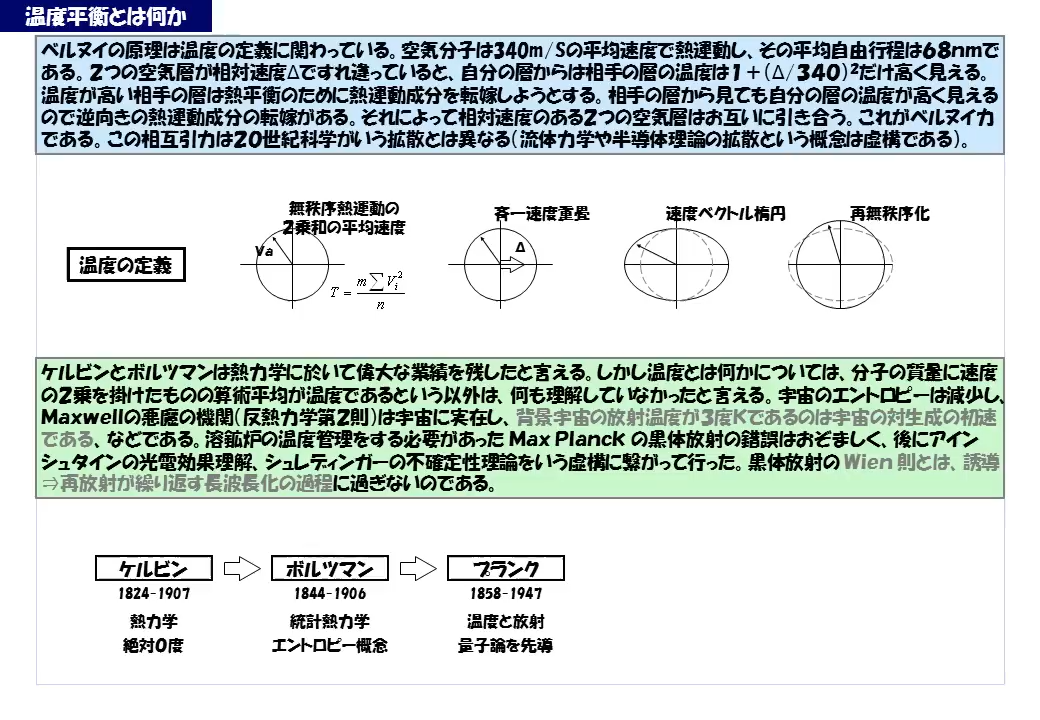 温度平衡とは何か
ベルヌイの原理は温度の定義に関わっている。空気分子は340m/Sの平均速度で熱運動し、その平均自由行程は68nmで
ある。2つの空気層が相対速度Δですれ違っていると、自分の層からは相手の層の温度は1+(Δ/340)²だけ高く見える。
温度が高い相手の層は熱平衡のために熱運動成分を転嫁しようとする。相手の層から見ても自分の層の温度が高く見える
ので逆向きの熱運動成分の転嫁がある。それによって相対速度のある2つの空気層はお互いに引き合う。これがベルヌイ力
である。この相互引力は20世紀科学がいう拡散とは異なる(流体力学や半導体理論の拡散という概念は虚構である)。
無秩序熱運動の
2乗和の平均速度
斉一速度重畳
速度ベクトル楕円
再無秩序化
Va
Δ
温度の定義
T = m∑V_i^2 / n
ケルビンとボルツマンは熱力学に於いて偉大な業績を残したと言える。しかし温度とは何かについては、分子の質量に速度
の2乗を掛けたものの算術平均が温度であるという以外は、何も理解していなかったと言える。宇宙のエントロピーは減少し、
Maxwellの悪魔の機関(反熱力学第2則)は宇宙に実在し、背景宇宙の放射温度が3度Kであるのは宇宙の対生成の初速
である、などである。溶鉱炉の温度管理をする必要があった Max Planck の黒体放射の錯誤はおぞましく、後にアイン
シュタインの光電効果理解、シュレディンガーの不確定性理論をいう虚構に繋がって行った。黒体放射の Wien 則とは、誘導
⇒再放射が繰り返す長波長化の過程に過ぎないのである。
ケルビン
ボルツマン
プランク
1824-1907
1844-1906
1858-1947
熱力学
統計熱力学
温度と放射
絶対0度
エントロピー概念
量子論を先導